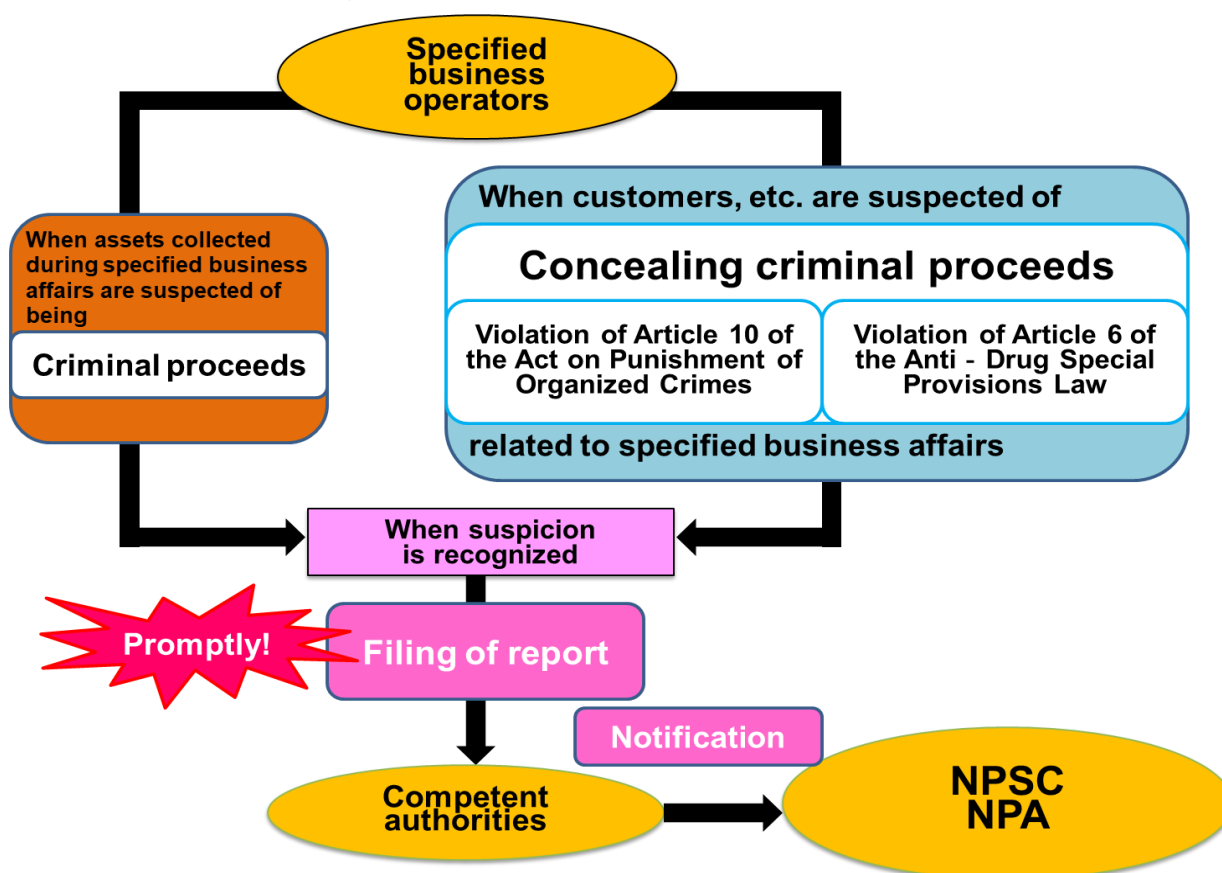 Specified
business
operators
When assets collected
during specified business
affairs are suspected of
being
Criminal proceeds
When customers, etc. are suspected of
Concealing criminal proceeds
Violation of Article 10 of
the Act on Punishment of
Organized Crimes
Violation of Article 6 of
the Anti - Drug Special
Provisions Law
related to specified business affairs
When suspicion
is recognized
Promptly!
Filing of report
Notification
Competent
authorities
NPSC
NPA